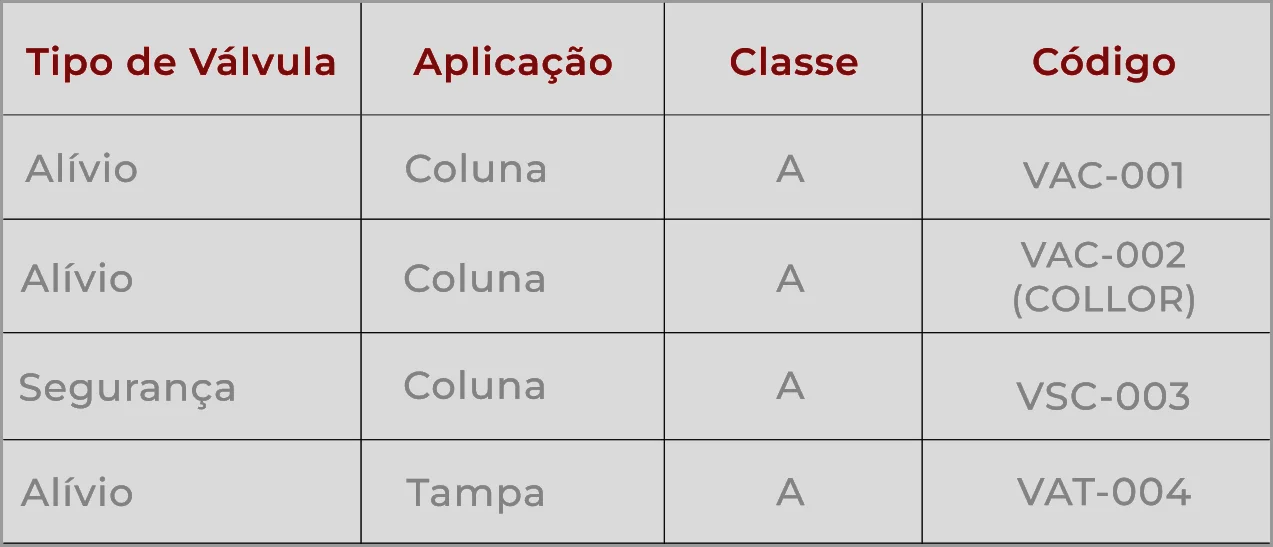 Tipo de Válvula Aplicação Classe Código
Alívio Coluna A VAC-001
Alívio Coluna A VAC-002
(COLLOR)
Segurança Coluna A VSC-003
Alívio Tampa A VAT-004